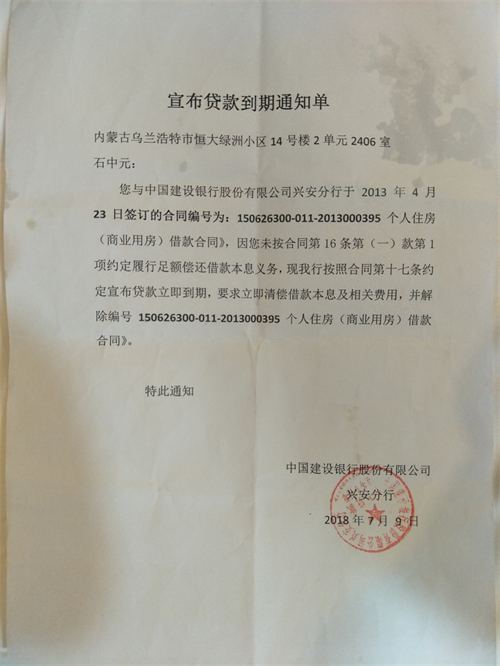 宣布贷款到期通知单
内蒙古乌兰浩特市恒大绿洲小区 14 号楼 2 单元 2406 室
石中元：
您与中国建设银行股份有限公司兴安分行于 2013 年 4 月
23 日签订的合同编号为：150626300-011-2013000395 个人住房
（商业用房）借款合同》，因您未按合同第 16 条第（一）款第 1
项约定履行足额偿还借款本息义务，现我行按照合同第十七条约
定宣布贷款立即到期，要求立即清偿借款本息及相关费用，并解
除编号 150626300-011-2013000395 个人住房（商业用房）借款
合同》。
特此通知
中国建设银行股份有限公司
兴安分行
2018 年 7 月 9 日